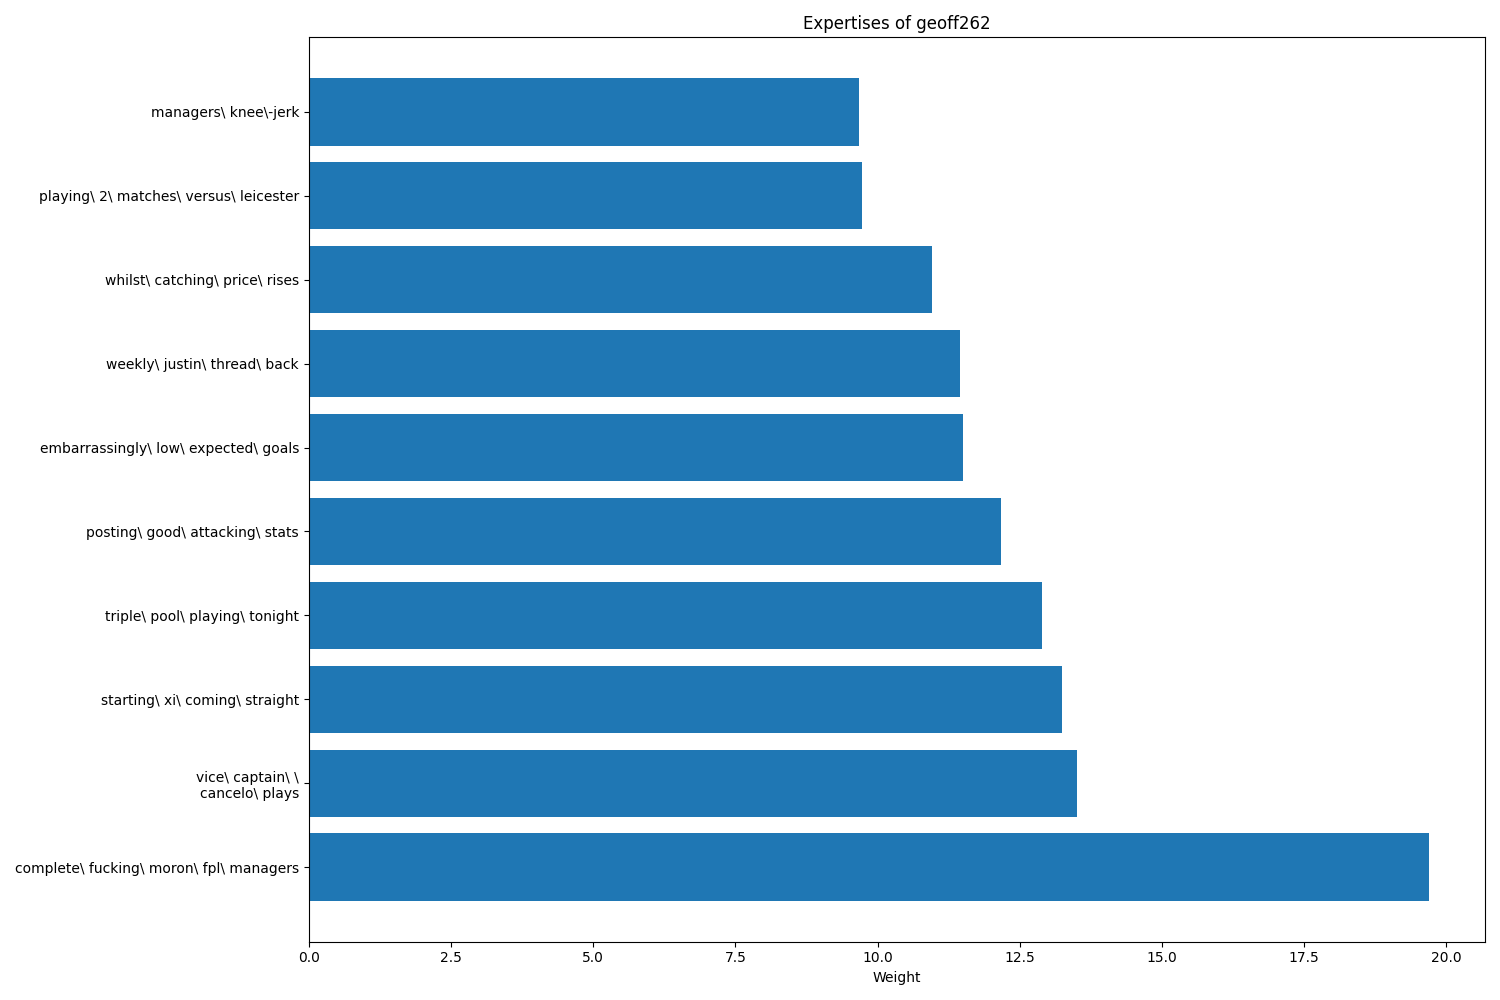 Expertises of geoff262
managers\ knee\-jerk
playing\ 2\ matches\ versus\ leicester
whilst\ catching\ price\ rises
weekly\ justin\ thread\ back
embarrassingly\ low\ expected\ goals
posting\ good\ attacking\ stats
triple\ pool\ playing\ tonight
starting\ xi\ coming\ straight
vice\ captain\ \
cancelo\ plays
complete\ fucking\ moron\ fpl\ managers
0.0 2.5 5.0 7.5 10.0 12.5 15.0 17.5 20.0
Weight